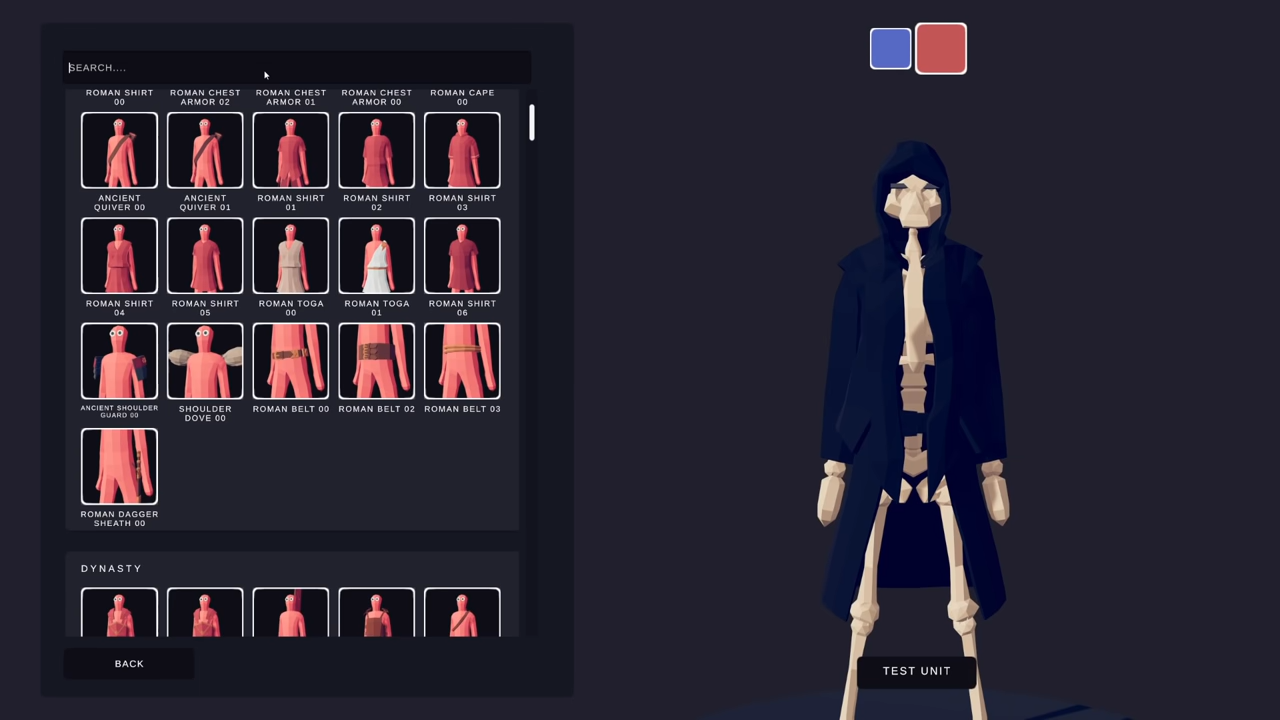 SEARCH....
ROMAN SHIRT 00
ROMAN CHEST ARMOR 02
ROMAN CHEST ARMOR 01
ROMAN CHEST ARMOR 00
ROMAN CAPE 00
ANCIENT QUIVER 00
ANCIENT QUIVER 01
ROMAN SHIRT 01
ROMAN SHIRT 02
ROMAN SHIRT 03
ROMAN SHIRT 04
ROMAN SHIRT 05
ROMAN TOGA 00
ROMAN TOGA 01
ROMAN SHIRT 06
ANCIENT SHOULDER GUARD 00
SHOULDER DOVE 00
ROMAN BELT 00
ROMAN BELT 02
ROMAN BELT 03
ROMAN DAGGER SHEATH 00
DYNASTY
BACK
TEST UNIT